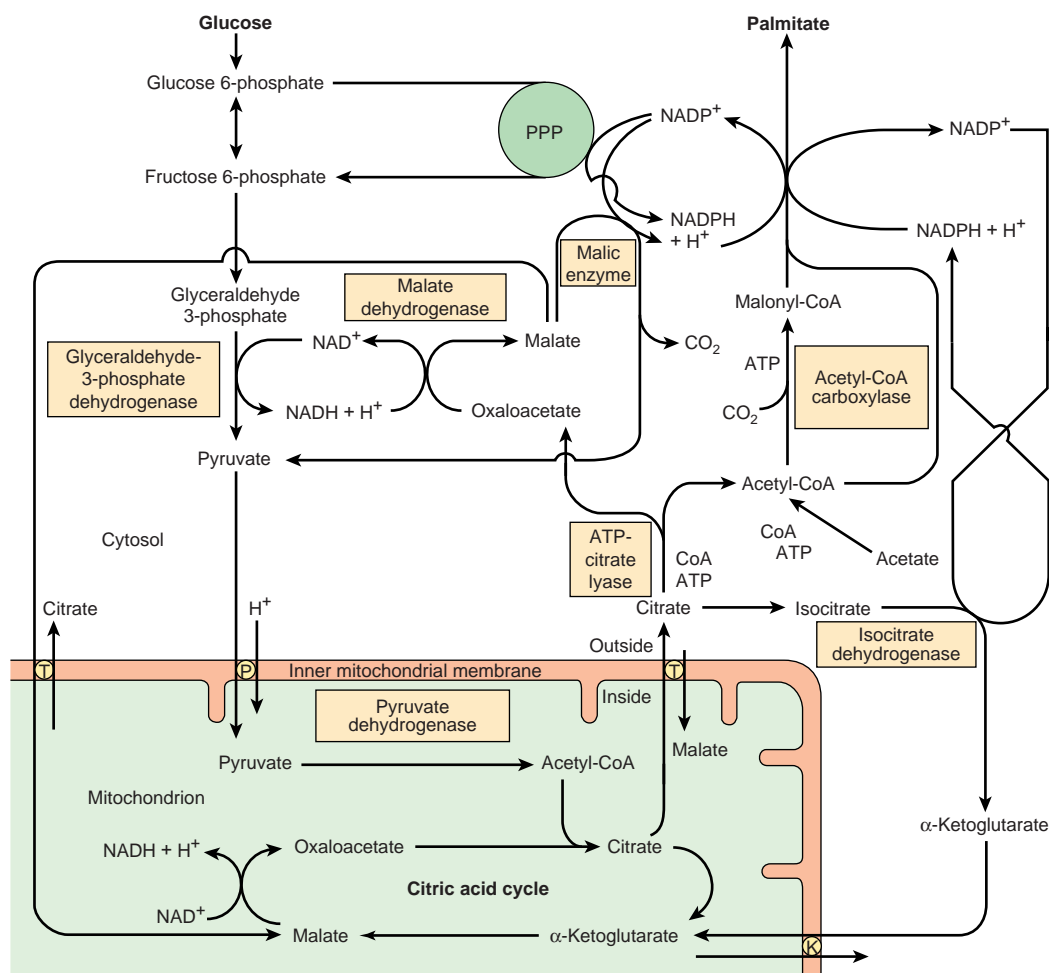 Glucose
Palmitate
Glucose 6-phosphate
PPP
NADP+
NADP+
Fructose 6-phosphate
NADPH
+ H+
NADPH + H+
Malic
enzyme
Malate
dehydrogenase
Glyceraldehyde
3-phosphate
Malonyl-CoA
NAD+
Malate
CO2
Glyceraldehyde-
3-phosphate
dehydrogenase
ATP
Acetyl-CoA
carboxylase
NADH + H+
Oxaloacetate
CO2
Pyruvate
Acetyl-CoA
Cytosol
ATP-
citrate
lyase
CoA
ATP
CoA
ATP
Acetate
Citrate
H+
Citrate
Isocitrate
Outside
Isocitrate
dehydrogenase
T
P
Inner mitochondrial membrane
T
Inside
Pyruvate
dehydrogenase
Malate
Pyruvate
Acetyl-CoA
Mitochondrion
α-Ketoglutarate
NADH + H+
Oxaloacetate
Citrate
Citric acid cycle
NAD+
Malate
α-Ketoglutarate
K